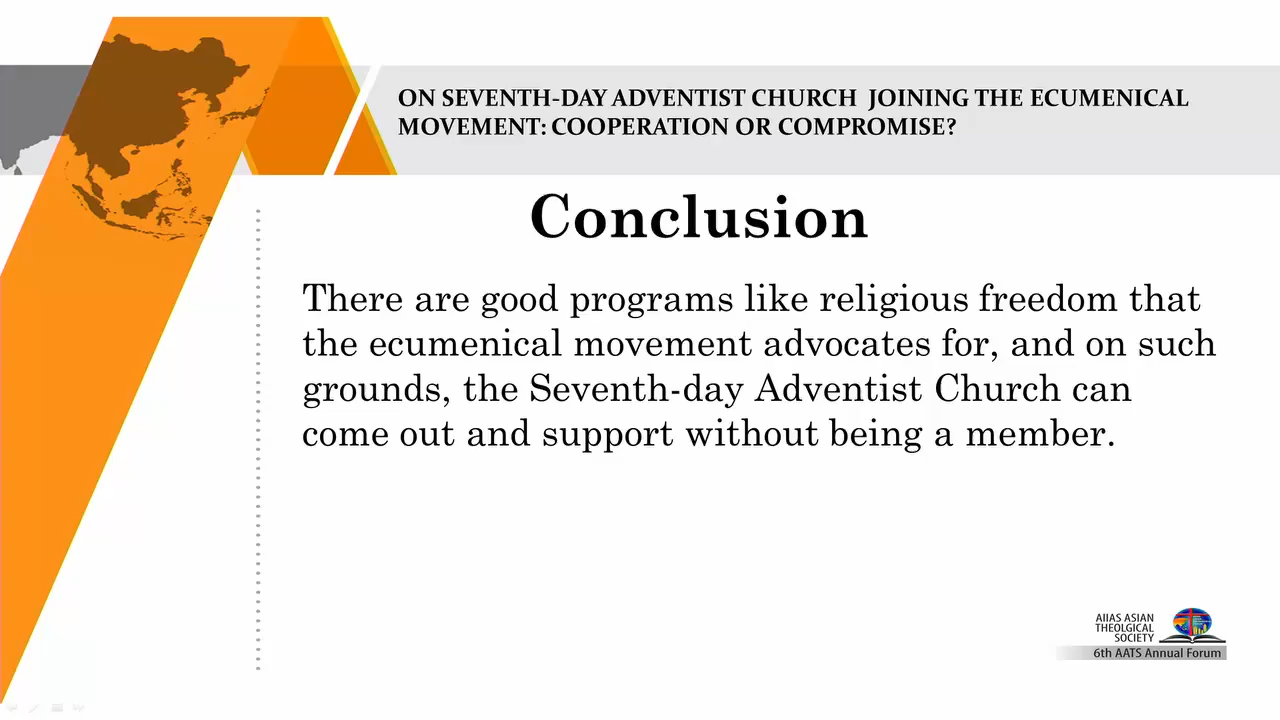 ON SEVENTH-DAY ADVENTIST CHURCH JOINING THE ECUMENICAL
MOVEMENT: COOPERATION OR COMPROMISE?
Conclusion
There are good programs like religious freedom that
the ecumenical movement advocates for, and on such
grounds, the Seventh-day Adventist Church can
come out and support without being a member.
AIIAS ASIAN
THEOLGICAL
SOCIETY
6th AATS Annual Forum